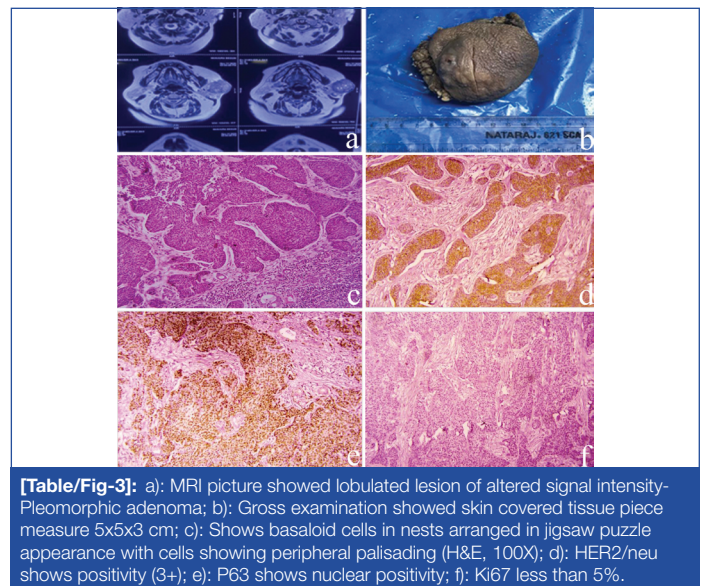 a
b
NATARAJ. 621 SCA
c
d
e
f
[Table/Fig-3]: a): MRI picture showed lobulated lesion of altered signal intensity-
Pleomorphic adenoma; b): Gross examination showed skin covered tissue piece
measure 5x5x3 cm; c): Shows basaloid cells in nests arranged in jigsaw puzzle
appearance with cells showing peripheral palisading (H&E, 100X); d): HER2/neu
shows positivity (3+); e): P63 shows nuclear positivity; f): Ki67 less than 5%.